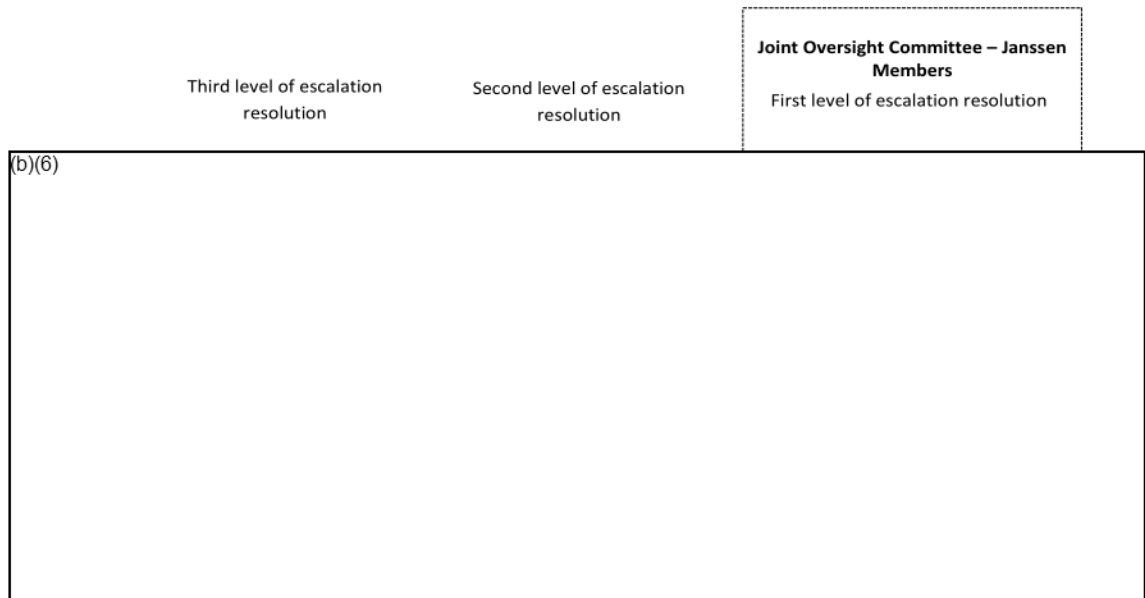 Third level of escalation
resolution
Second level of escalation
resolution
Joint Oversight Committee – Janssen
Members
First level of escalation resolution
(b)(6)